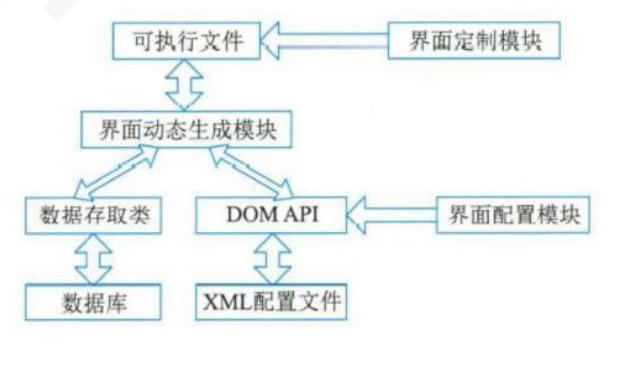 可执行文件
界面定制模块
界面动态生成模块
数据存取类
DOM API
界面配置模块
数据库
XML配置文件